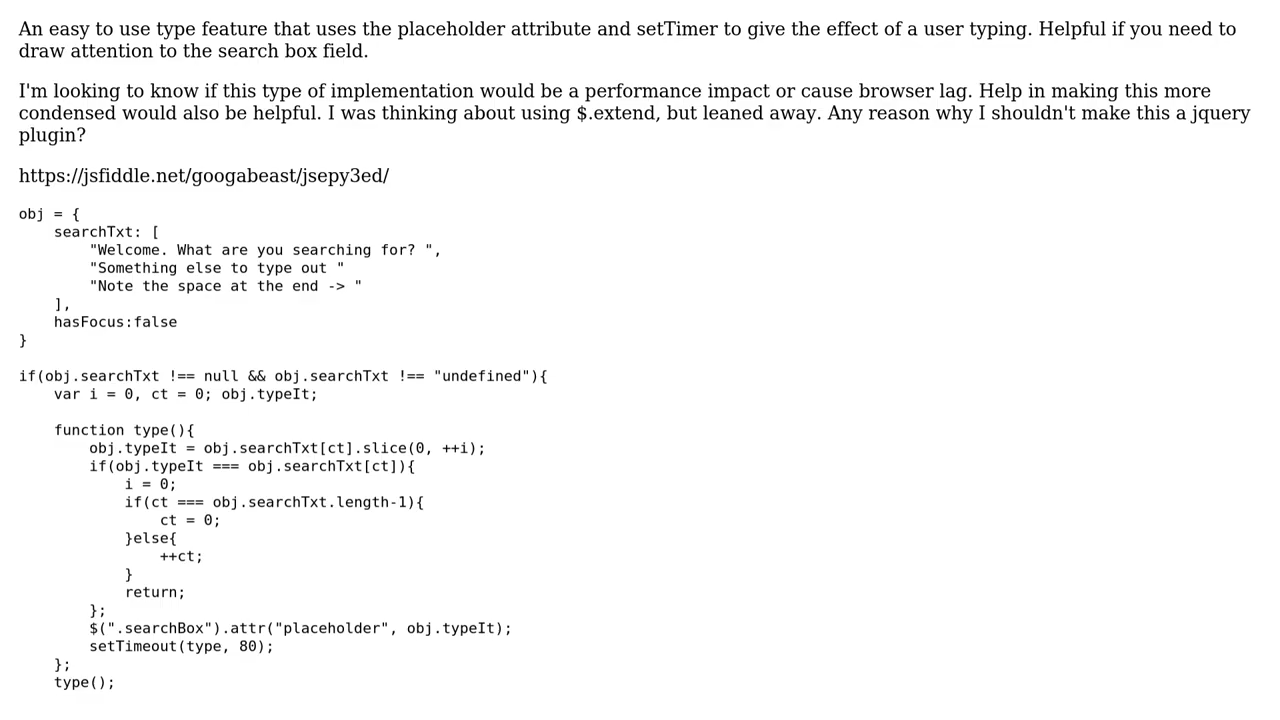 An easy to use type feature that uses the placeholder attribute and setTimer to give the effect of a user typing. Helpful if you need to
draw attention to the search box field.
I'm looking to know if this type of implementation would be a performance impact or cause browser lag. Help in making this more
condensed would also be helpful. I was thinking about using $.extend, but leaned away. Any reason why I shouldn't make this a jquery
plugin?
https://jsfiddle.net/googabeast/jsepy3ed/
obj = {
    searchTxt: [
        "Welcome. What are you searching for? ",
        "Something else to type out "
        "Note the space at the end -> "
    ],
    hasFocus:false
}
if(obj.searchTxt !== null && obj.searchTxt !== "undefined"){
    var i = 0, ct = 0; obj.typeIt;
    function type(){
        obj.typeIt = obj.searchTxt[ct].slice(0, ++i);
        if(obj.typeIt === obj.searchTxt[ct]){
            i = 0;
            if(ct === obj.searchTxt.length-1){
                ct = 0;
            }else{
                ++ct;
            }
            return;
        };
        $(".searchBox").attr("placeholder", obj.typeIt);
        setTimeout(type, 80);
    };
    type();